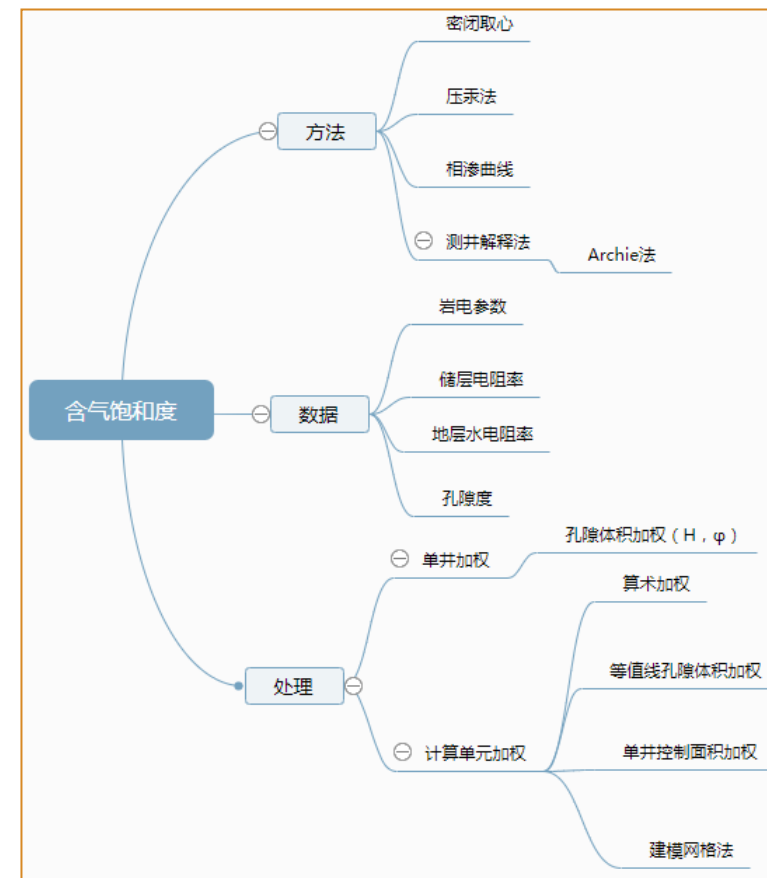 密闭取心
压汞法
方法
相渗曲线
测井解释法
Archie法
岩电参数
储层电阻率
含气饱和度
数据
地层水电阻率
孔隙度
孔隙体积加权（H，φ）
单井加权
算术加权
等值线孔隙体积加权
处理
计算单元加权
单井控制面积加权
建模网格法